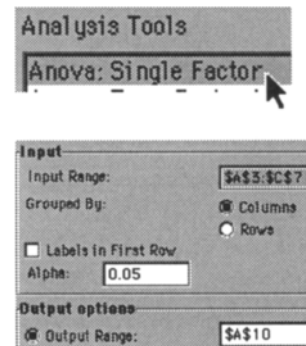 Analysis Tools
Anova: Single Factor
Input
Input Range: $A$3:$C$7
Grouped By: Columns
Rows
Labels in First Row
Alpha: 0.05
Output options
Output Range: $A$10